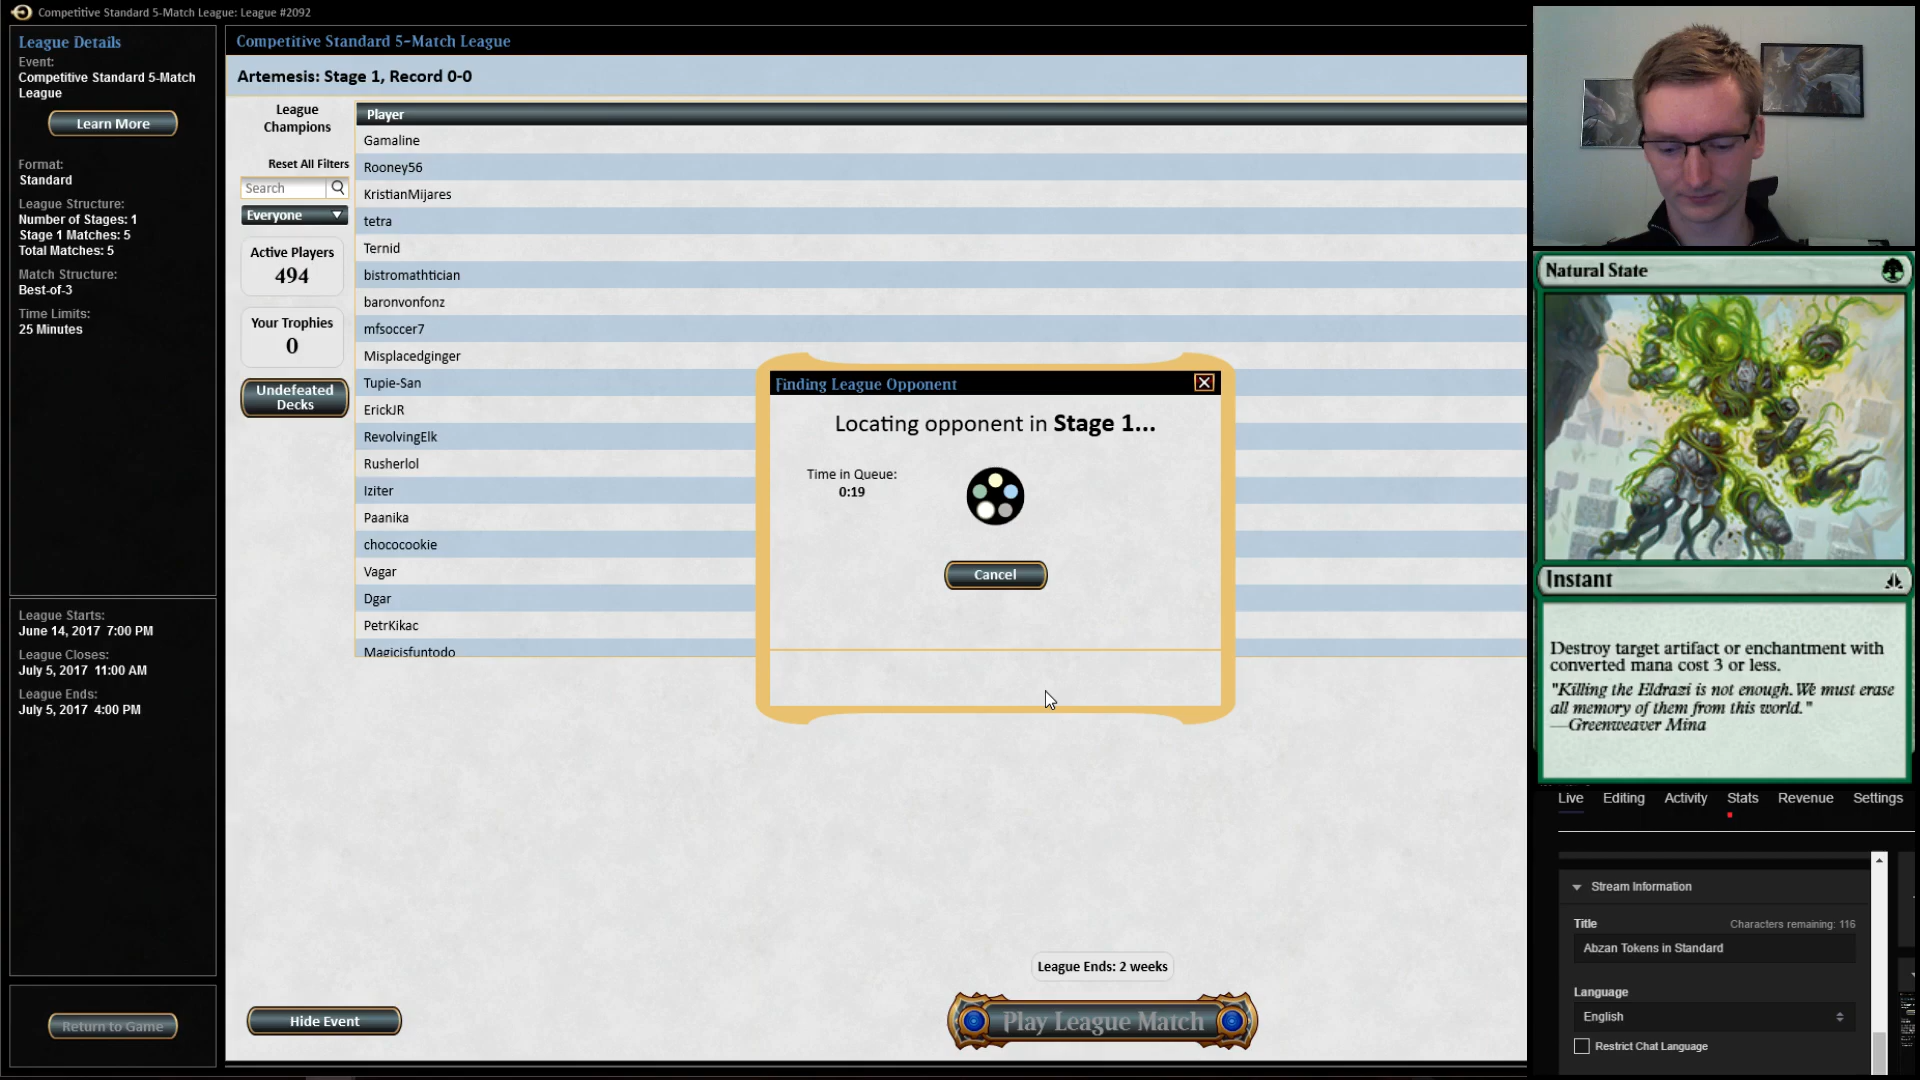 Competitive Standard 5-Match League: League #2092
League Details
Event:
Competitive Standard 5-Match
League
Learn More
Format:
Standard
League Structure:
Number of Stages: 1
Stage 1 Matches: 5
Total Matches: 5
Match Structure:
Best-of-3
Time Limits:
25 Minutes
League Starts:
June 14, 2017 7:00 PM
League Closes:
July 5, 2017 11:00 AM
League Ends:
July 5, 2017 4:00 PM
Return to Game
Competitive Standard 5-Match League
Artemesis: Stage 1, Record 0-0
League
Champions
Reset All Filters
Search
Everyone
Active Players
494
Your Trophies
0
Undefeated
Decks
Player
Gamaline
Rooney56
KristianMijares
tetra
Ternid
bistromathtician
baronvonfonz
mfsoccer7
Misplacedginger
Tupie-San
ErickJR
RevolvingElk
Rusherlol
Iziter
Paanika
chococookie
Vagar
Dgar
PetrKikac
Magicisfuntodo
Finding League Opponent
Locating opponent in Stage 1...
Time in Queue:
0:19
Cancel
League Ends: 2 weeks
Hide Event
Play League Match
Natural State
Instant
Destroy target artifact or enchantment with
converted mana cost 3 or less.
"Killing the Eldrazi is not enough. We must erase
all memory of them from this world."
—Greenweaver Mina
Live Editing Activity Stats Revenue Settings
Stream Information
Title Characters remaining: 116
Abzan Tokens in Standard
Language
English
Restrict Chat Language